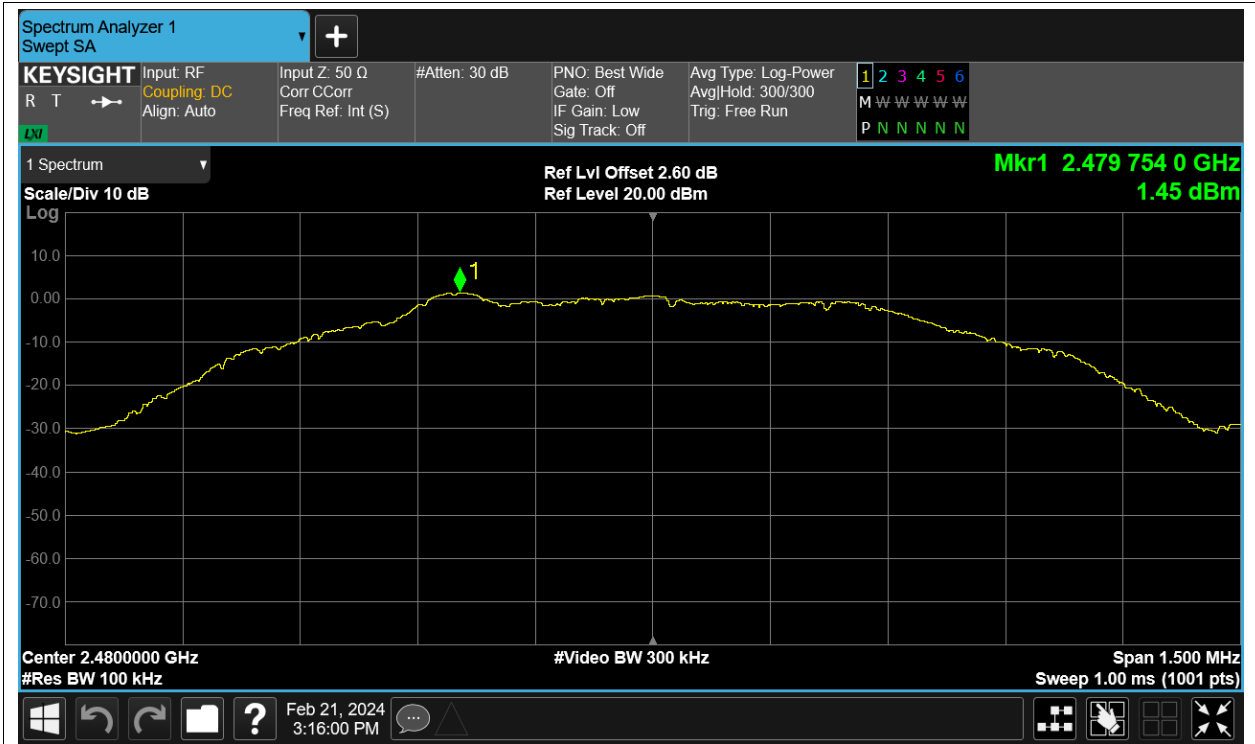 Spectrum Analyzer 1
Swept SA
KEYSIGHT
R T
LXI
Input: RF
Coupling: DC
Align: Auto
Input Z: 50 Ω
Corr CCorr
Freq Ref: Int (S)
#Atten: 30 dB
PNO: Best Wide
Gate: Off
IF Gain: Low
Sig Track: Off
Avg Type: Log-Power
Avg|Hold: 300/300
Trig: Free Run
1 2 3 4 5 6
M W W W W W
P N N N N N
1 Spectrum
Scale/Div 10 dB
Log
Ref Lvl Offset 2.60 dB
Ref Level 20.00 dBm
Mkr1 2.479 754 0 GHz
1.45 dBm
1
10.0
0.00
-10.0
-20.0
-30.0
-40.0
-50.0
-60.0
-70.0
Center 2.4800000 GHz
#Res BW 100 kHz
#Video BW 300 kHz
Span 1.500 MHz
Sweep 1.00 ms (1001 pts)
?
Feb 21, 2024
3:16:00 PM